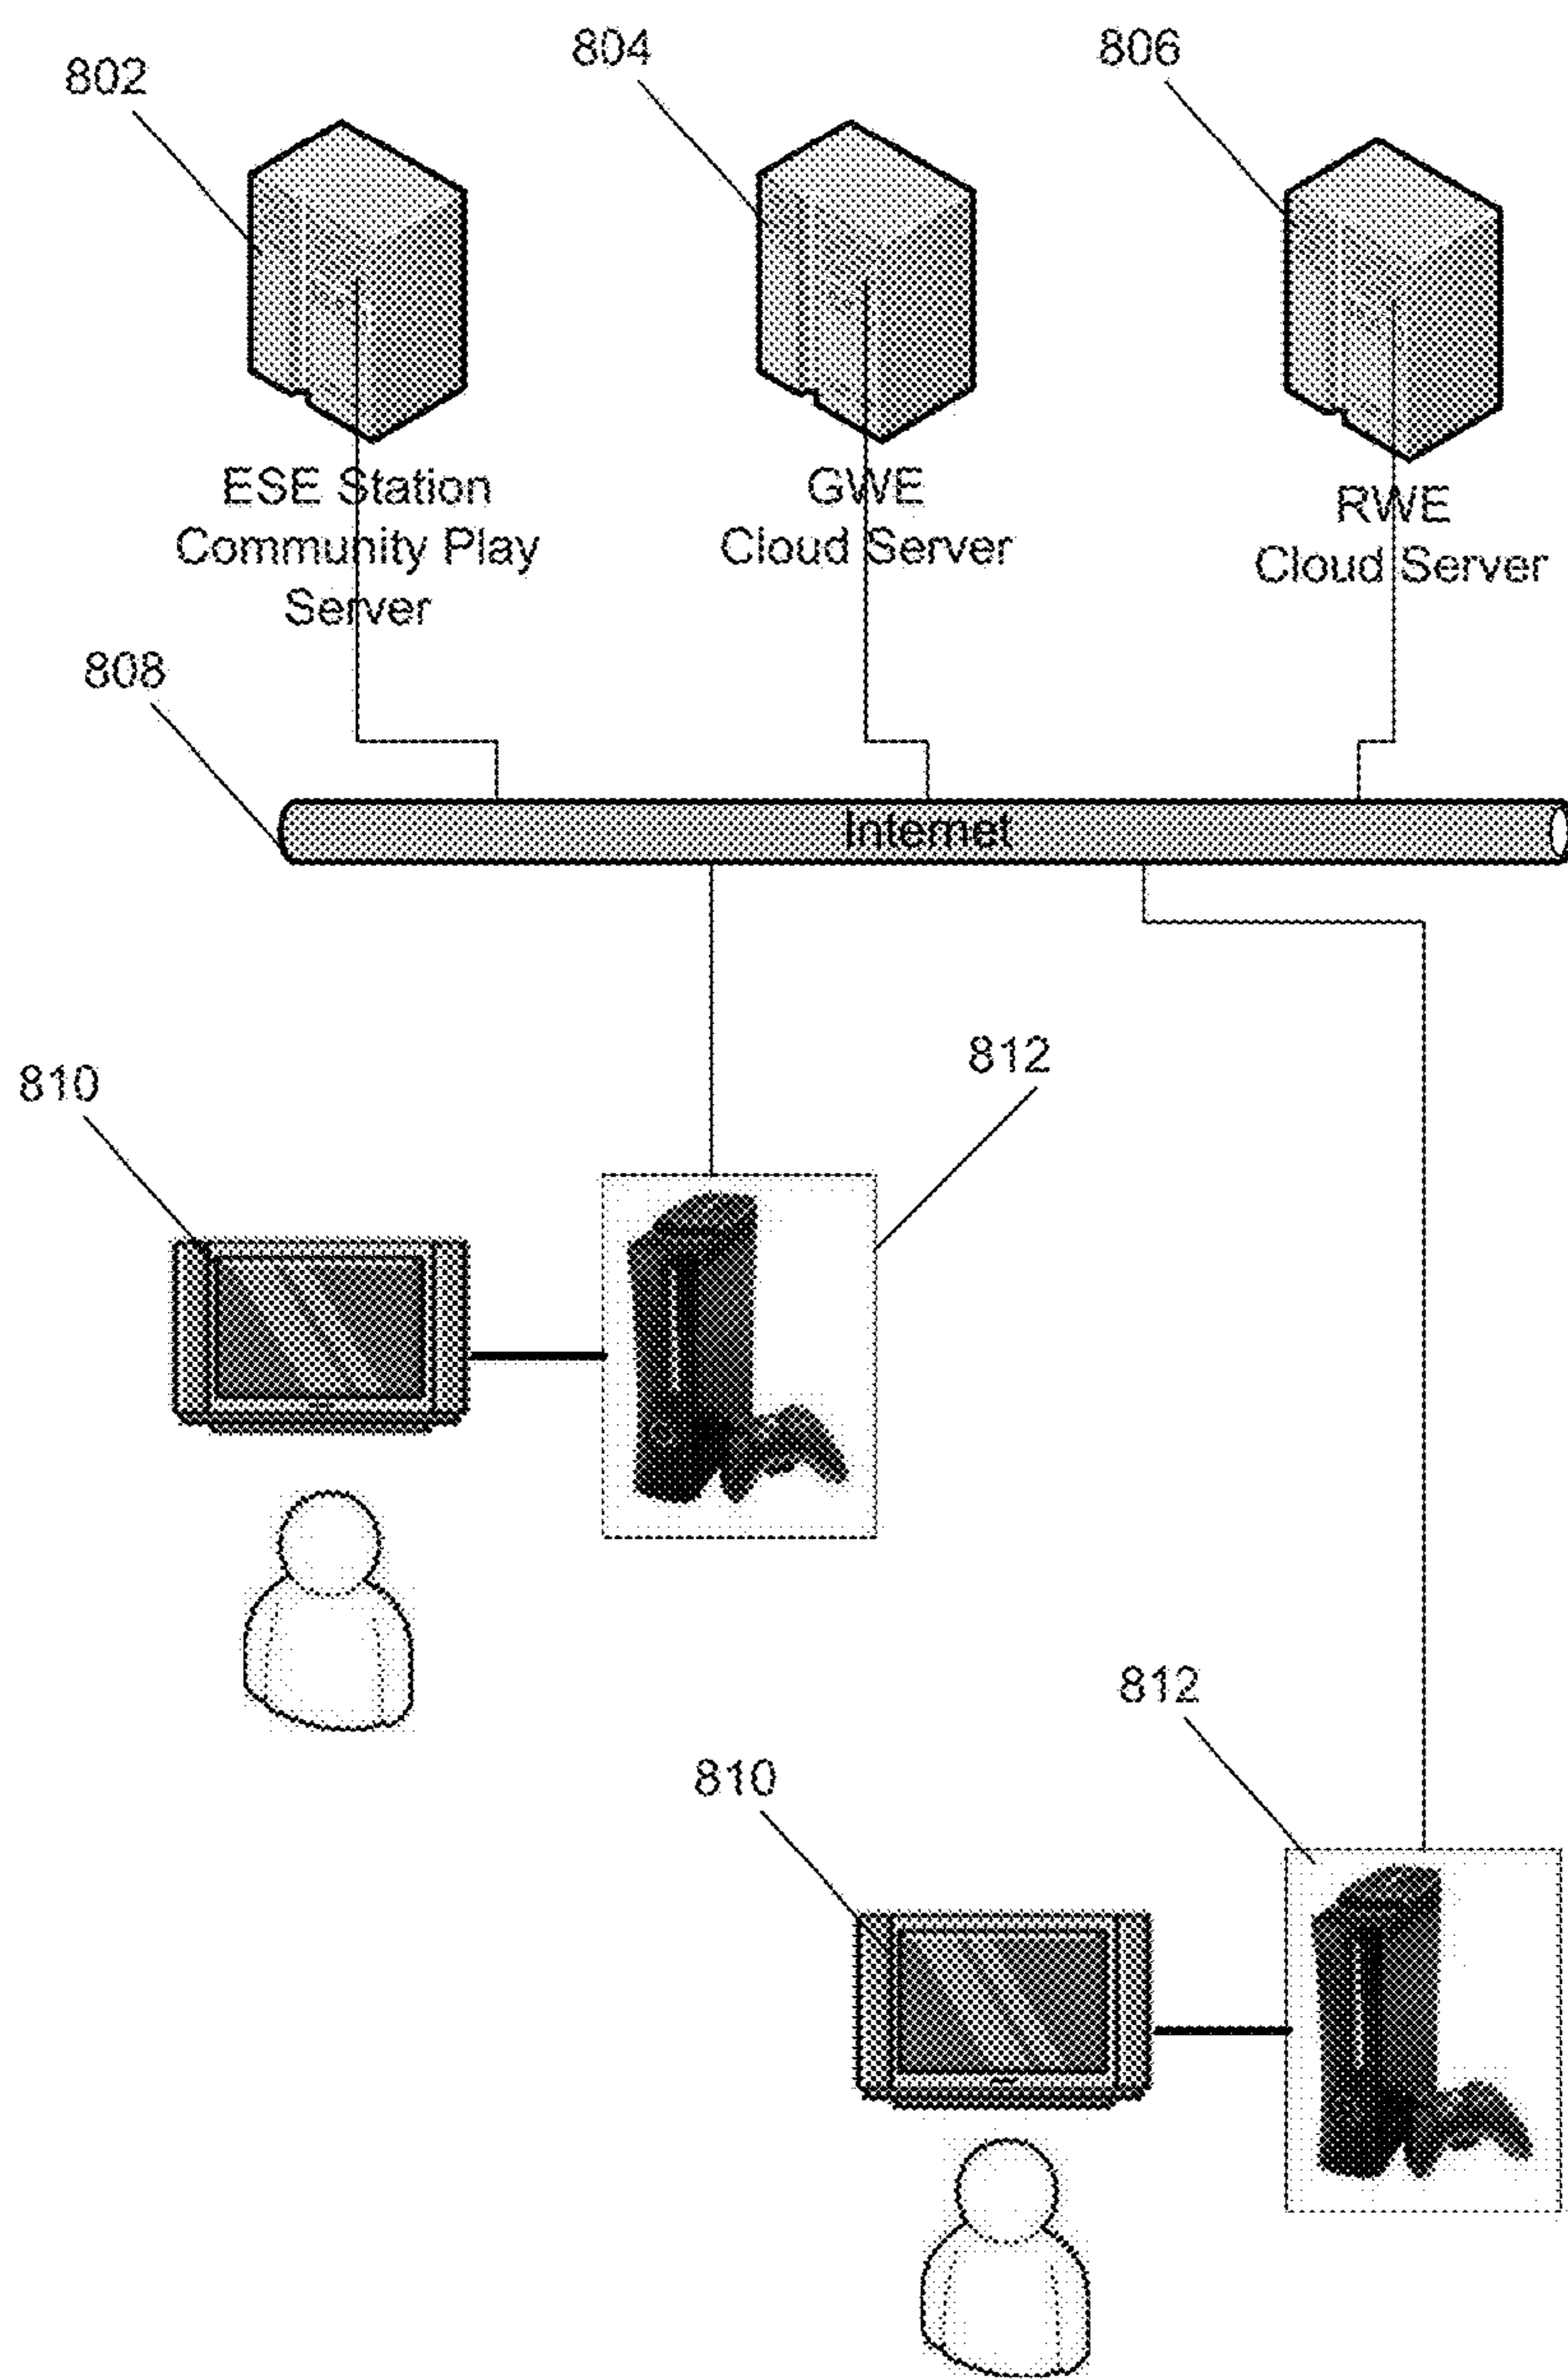 802
804
806
ESE Station
Community Play
Server
GWE
Cloud Server
RWE
Cloud Server
808
Internet
810
812
810
812